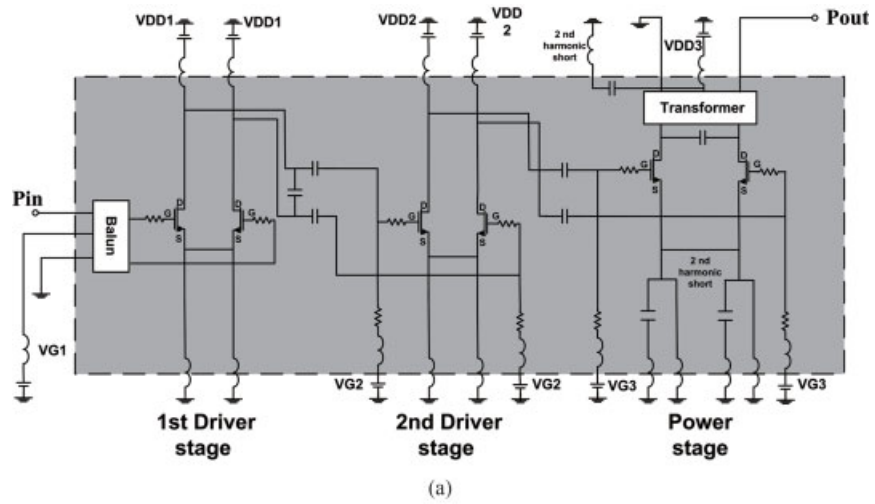 VDD1
VDD1
VDD2
VDD
2
2 nd
harmonic
short
VDD3
Pout
Transformer
D
G
S
D
G
S
D
G
S
D
G
S
D
G
S
D
G
S
Pin
Balun
2 nd
harmonic
short
VG1
VG2
VG2
VG3
VG3
1st Driver
stage
2nd Driver
stage
Power
stage
(a)